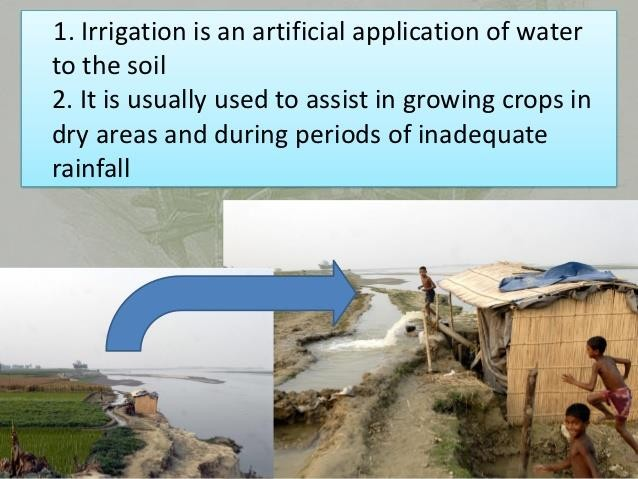 1. Irrigation is an artificial application of water
to the soil
2. It is usually used to assist in growing crops in
dry areas and during periods of inadequate
rainfall